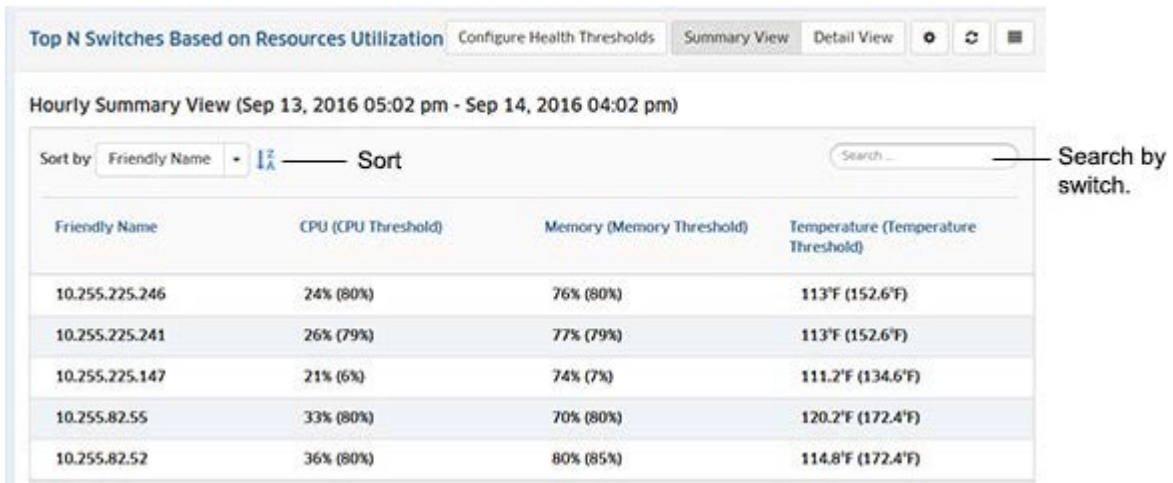 Top N Switches Based on Resources Utilization Configure Health Thresholds Summary View Detail View
Hourly Summary View (Sep 13, 2016 05:02 pm - Sep 14, 2016 04:02 pm)
Sort by Friendly Name Sort Search ... Search by
switch.
Friendly Name CPU (CPU Threshold) Memory (Memory Threshold) Temperature (Temperature
Threshold)
10.255.225.246 24% (80%) 76% (80%) 113°F (152.6°F)
10.255.225.241 26% (79%) 77% (79%) 113°F (152.6°F)
10.255.225.147 21% (6%) 74% (7%) 111.2°F (134.6°F)
10.255.82.55 33% (80%) 70% (80%) 120.2°F (172.4°F)
10.255.82.52 36% (80%) 80% (85%) 114.8°F (172.4°F)